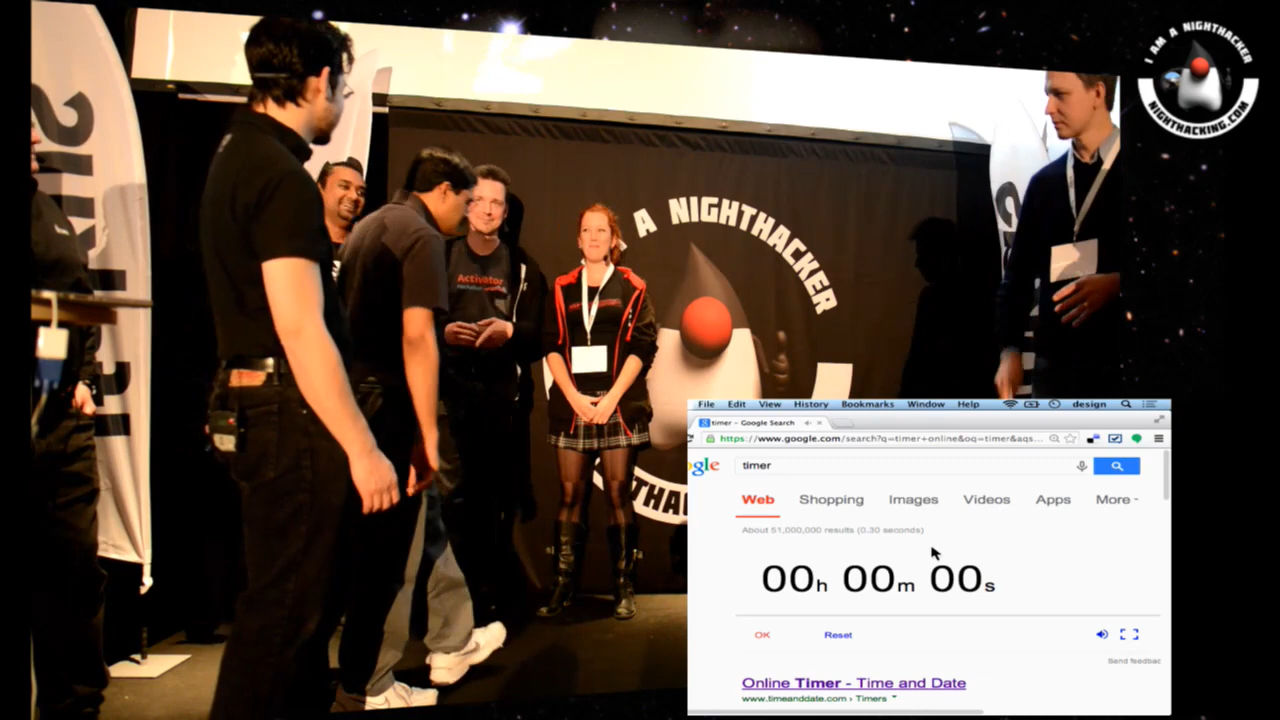 I AM A NIGHTHACKER
NIGHTHACKING.COM
A NIGHTHACKER
Activator
File Edit View History Bookmarks Window Help design
timer - Google Search
https://www.google.com/search?q=timer+online&oq=timer&aqs...
gle
timer
Web Shopping Images Videos Apps More
About 51,000,000 results (0.30 seconds)
00h 00m 00s
OK Reset
Send feedbac
Online Timer - Time and Date
www.timeanddate.com › Timers